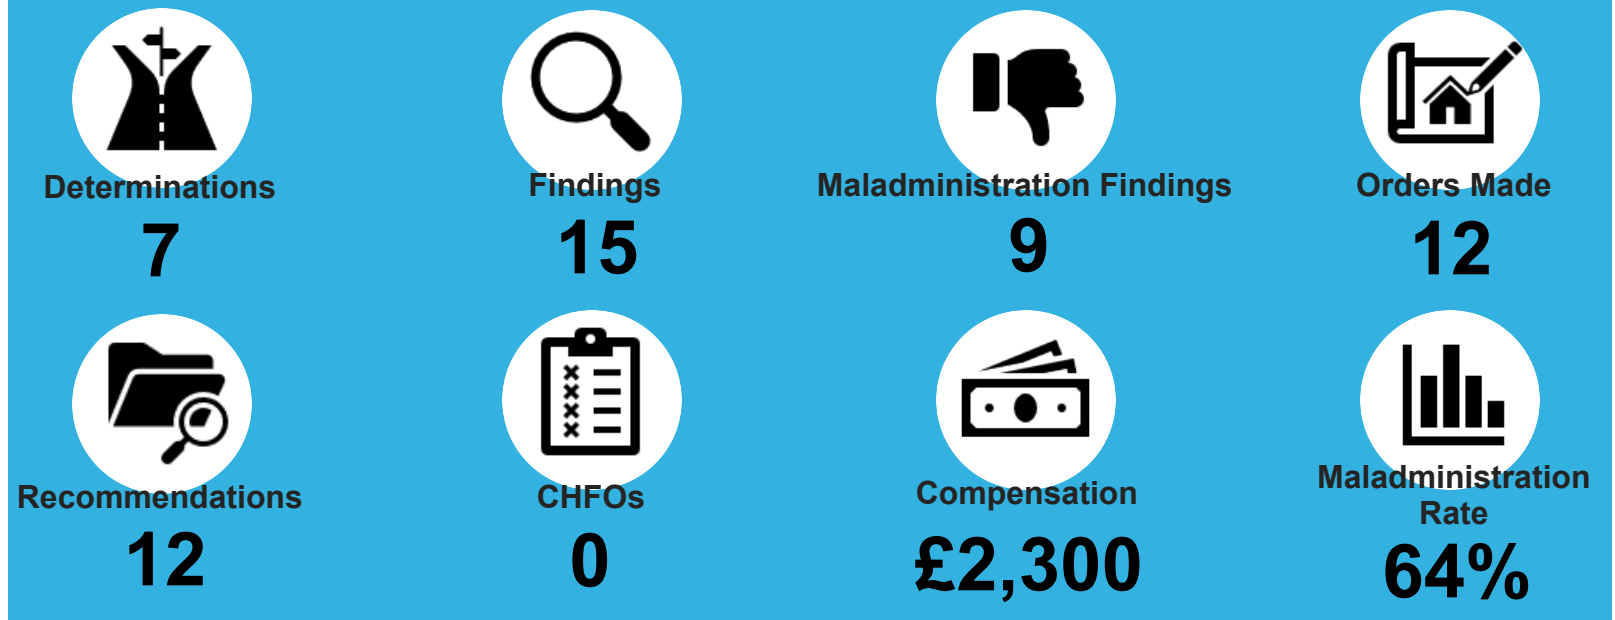 Determinations
7
Findings
15
Maladministration Findings
9
Orders Made
12
Recommendations
12
CHFOs
0
Compensation
£2,300
Maladministration
Rate
64%